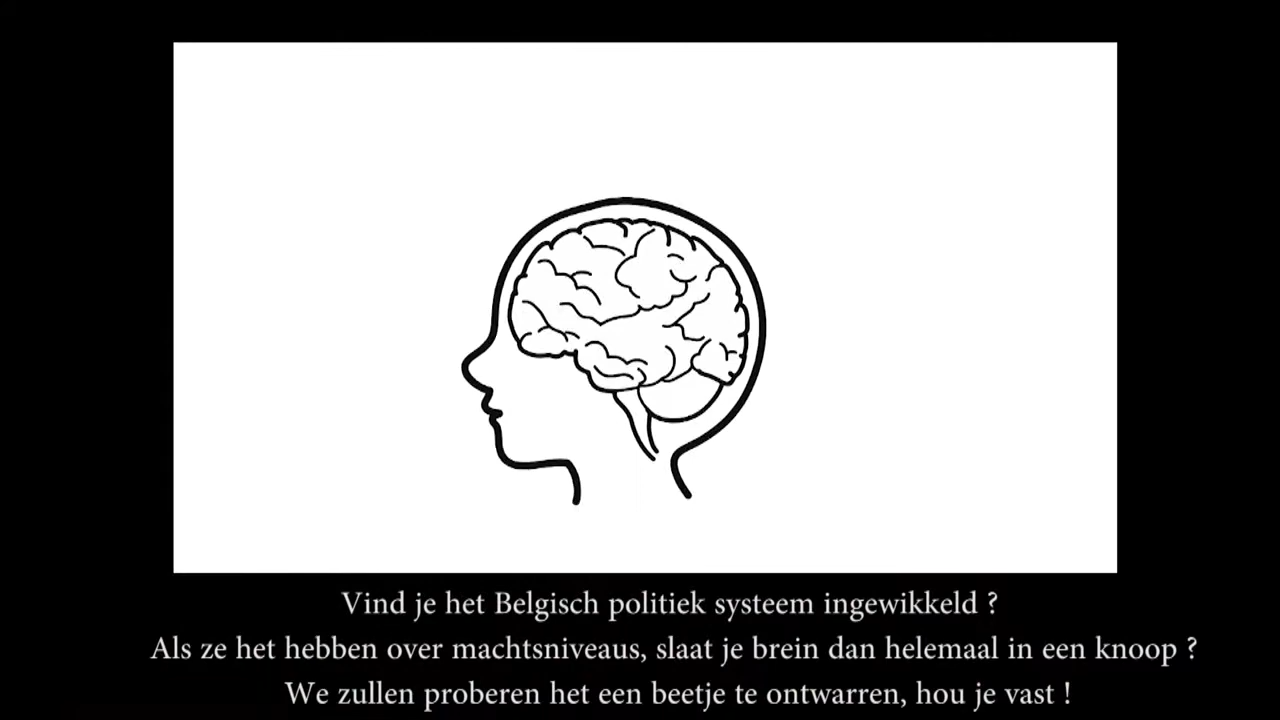 Vind je het Belgisch politiek systeem ingewikkeld ?
Als ze het hebben over machtsniveaus, slaat je brein dan helemaal in een knoop ?
We zullen proberen het een beetje te ontwarren, hou je vast !